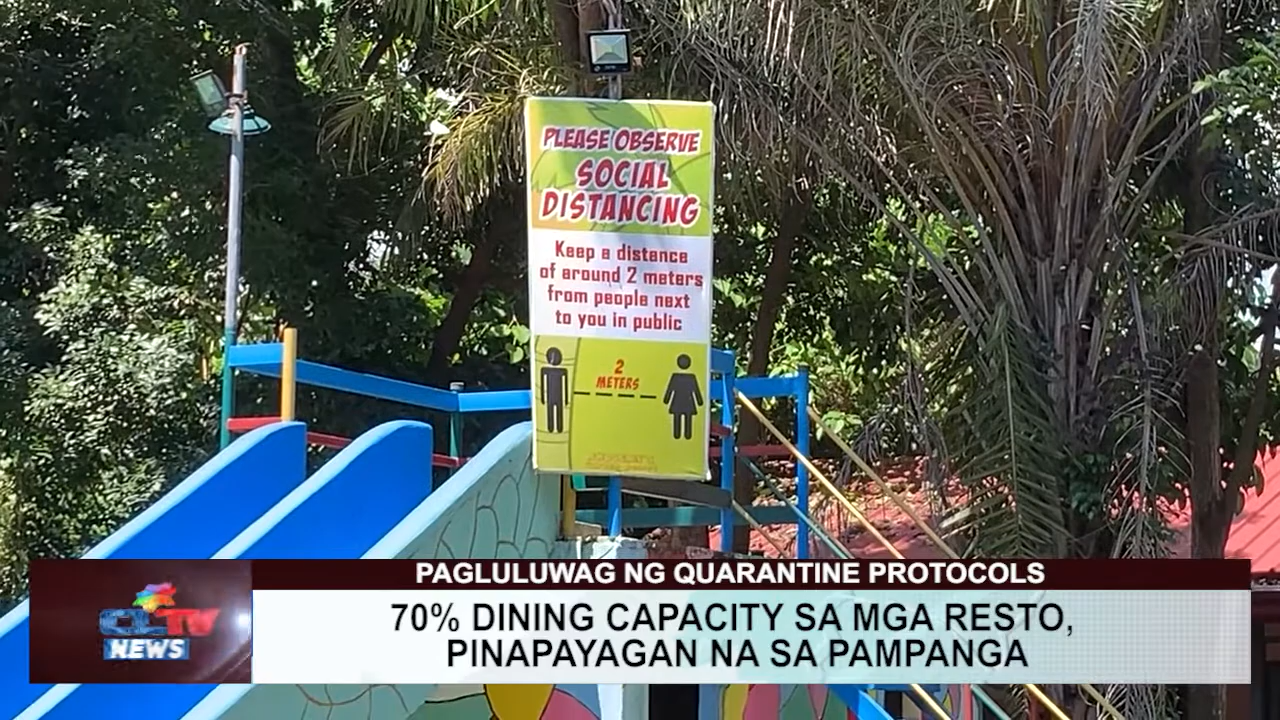 PLEASE OBSERVE
SOCIAL
DISTANCING
Keep a distance
of around 2 meters
from people next
to you in public
2
METERS
PAGLULUWAG NG QUARANTINE PROTOCOLS
CLTV
NEWS
70% DINING CAPACITY SA MGA RESTO,
PINAPAYAGAN NA SA PAMPANGA